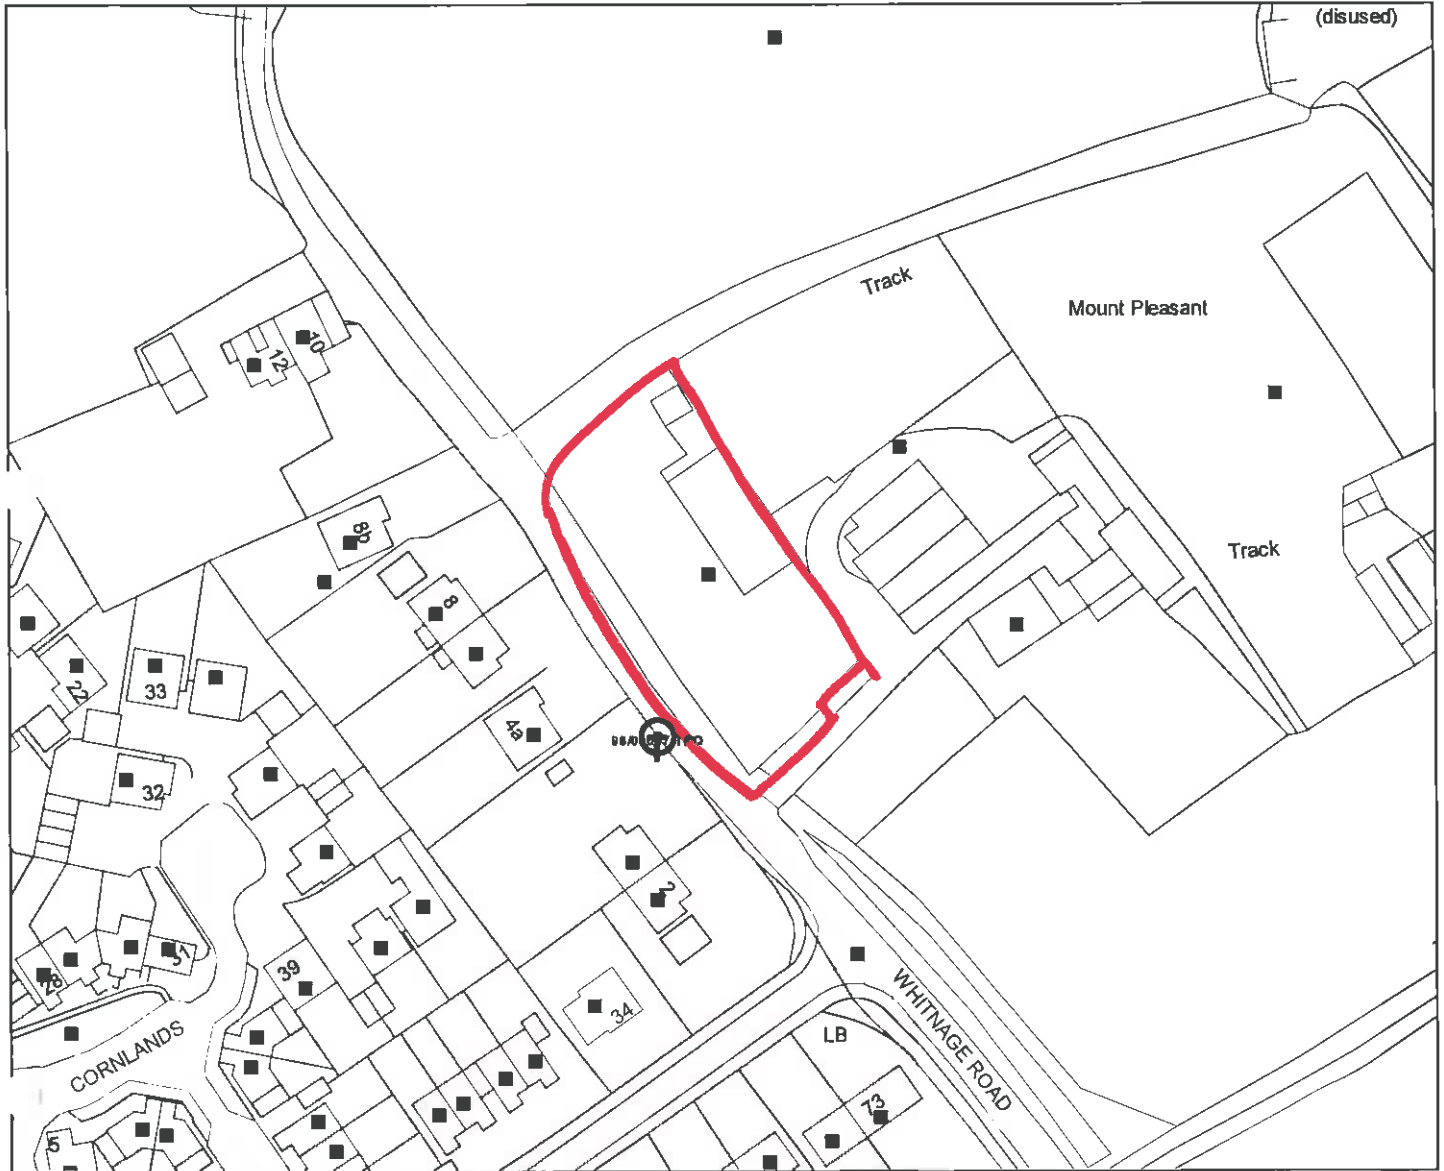 (disused)
Track
Mount Pleasant
10
12
8b
Track
8
22
33
4a
32
2
31
28
39
34
WHITNAGE ROAD
LB
CORNLANDS
73
5